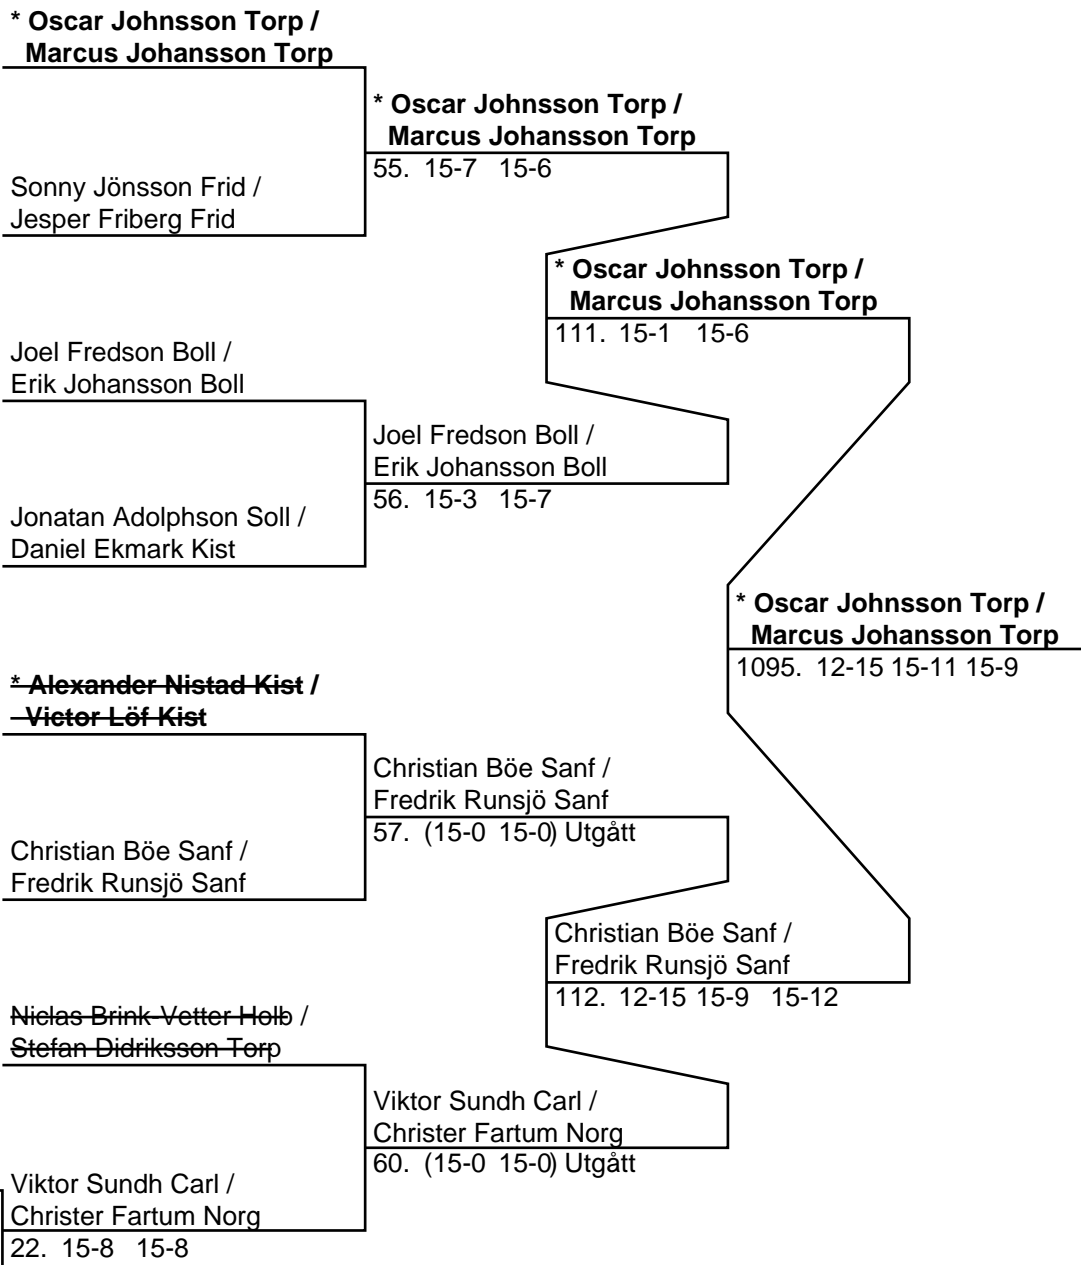 * Oscar Johnsson Torp /
Marcus Johansson Torp
* Oscar Johnsson Torp /
Marcus Johansson Torp
55. 15-7 15-6
Sonny Jönsson Frid /
Jesper Friberg Frid
* Oscar Johnsson Torp /
Marcus Johansson Torp
111. 15-1 15-6
Joel Fredson Boll /
Erik Johansson Boll
Joel Fredson Boll /
Erik Johansson Boll
56. 15-3 15-7
Jonatan Adolphson Soll /
Daniel Ekmark Kist
* Oscar Johnsson Torp /
Marcus Johansson Torp
1095. 12-15 15-11 15-9
* Alexander Nistad Kist /
Victor Löf Kist
Christian Böe Sanf /
Fredrik Runsjö Sanf
57. (15-0 15-0) Utgått
Christian Böe Sanf /
Fredrik Runsjö Sanf
Christian Böe Sanf /
Fredrik Runsjö Sanf
112. 12-15 15-9 15-12
Niclas Brink-Vetter Holb /
Stefan Didriksson Torp
Viktor Sundh Carl /
Christer Fartum Norg
60. (15-0 15-0) Utgått
Viktor Sundh Carl /
Christer Fartum Norg
22. 15-8 15-8